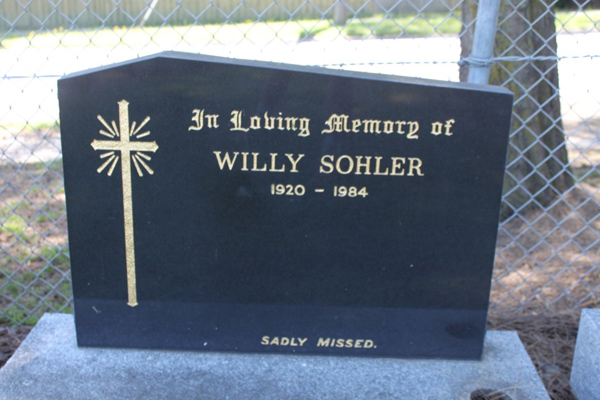 In Loving Memory of
WILLY SOHLER
1920 - 1984
SADLY MISSED.